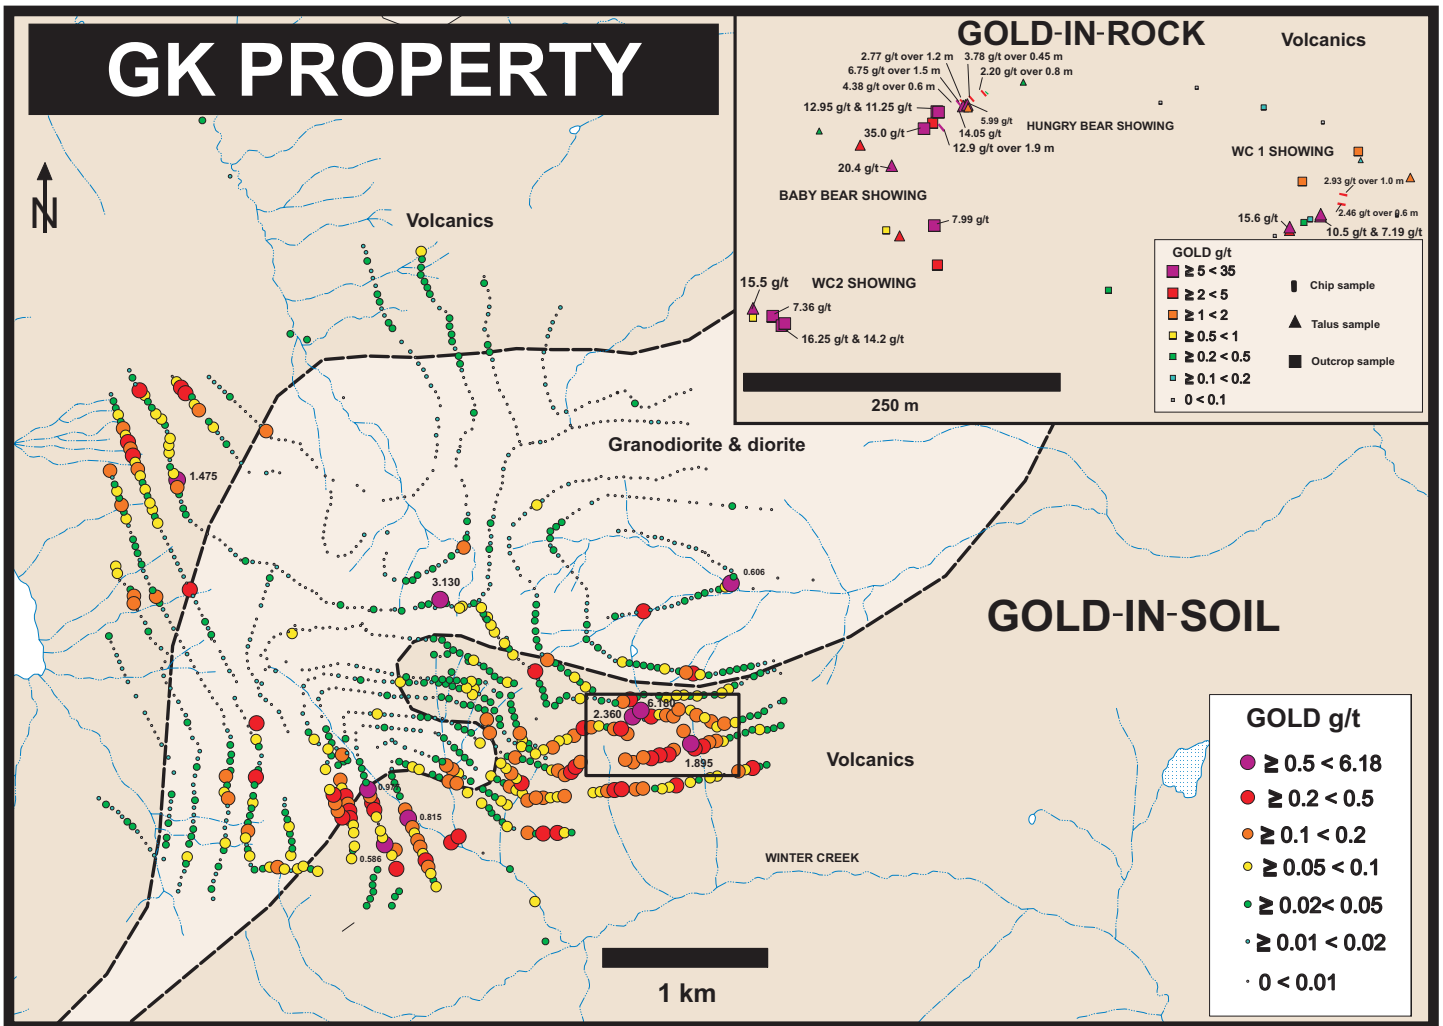 GK PROPERTY
GOLD-IN-ROCK
Volcanics
2.77 g/t over 1.2 m
3.78 g/t over 0.45 m
6.75 g/t over 1.5 m
2.20 g/t over 0.8 m
4.38 g/t over 0.6 m
12.95 g/t & 11.25 g/t
5.99 g/t
HUNGRY BEAR SHOWING
35.0 g/t
14.05 g/t
12.9 g/t over 1.9 m
WC 1 SHOWING
20.4 g/t
2.93 g/t over 1.0 m
BABY BEAR SHOWING
7.99 g/t
15.6 g/t
2.46 g/t over 0.6 m
10.5 g/t & 7.19 g/t
WC2 SHOWING
15.5 g/t
7.36 g/t
16.25 g/t & 14.2 g/t
250 m
GOLD g/t
≥ 5 < 35
≥ 2 < 5
≥ 1 < 2
≥ 0.5 < 1
≥ 0.2 < 0.5
≥ 0.1 < 0.2
0 < 0.1
Chip sample
Talus sample
Outcrop sample
N
Volcanics
Granodiorite & diorite
1.475
3.130
0.606
GOLD-IN-SOIL
2.360
6.180
1.895
Volcanics
0.815
0.586
WINTER CREEK
1 km
GOLD g/t
≥ 0.5 < 6.18
≥ 0.2 < 0.5
≥ 0.1 < 0.2
≥ 0.05 < 0.1
≥ 0.02< 0.05
≥ 0.01 < 0.02
0 < 0.01